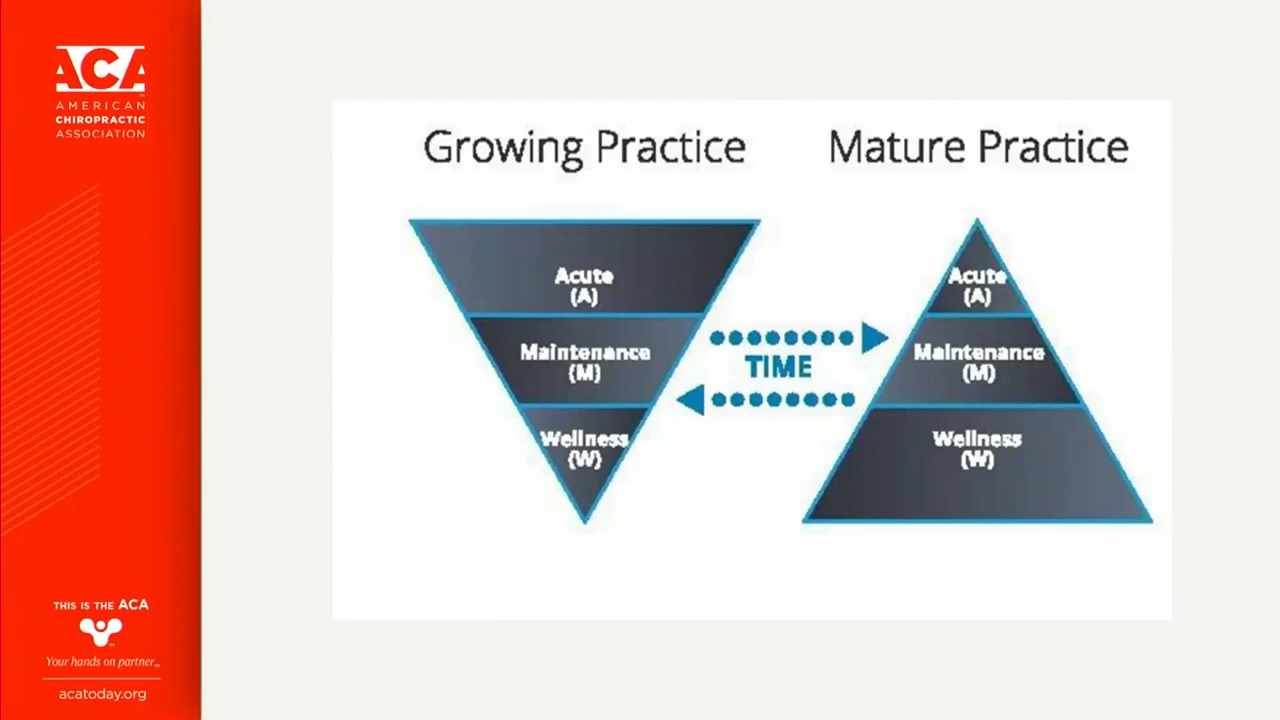 ACA
AMERICAN
CHIROPRACTIC
ASSOCIATION
Growing Practice
Mature Practice
Acute
(A)
Maintenance
(M)
Wellness
(W)
TIME
Acute
(A)
Maintenance
(M)
Wellness
(W)
THIS IS THE ACA
Your hands on partner
acatoday.org